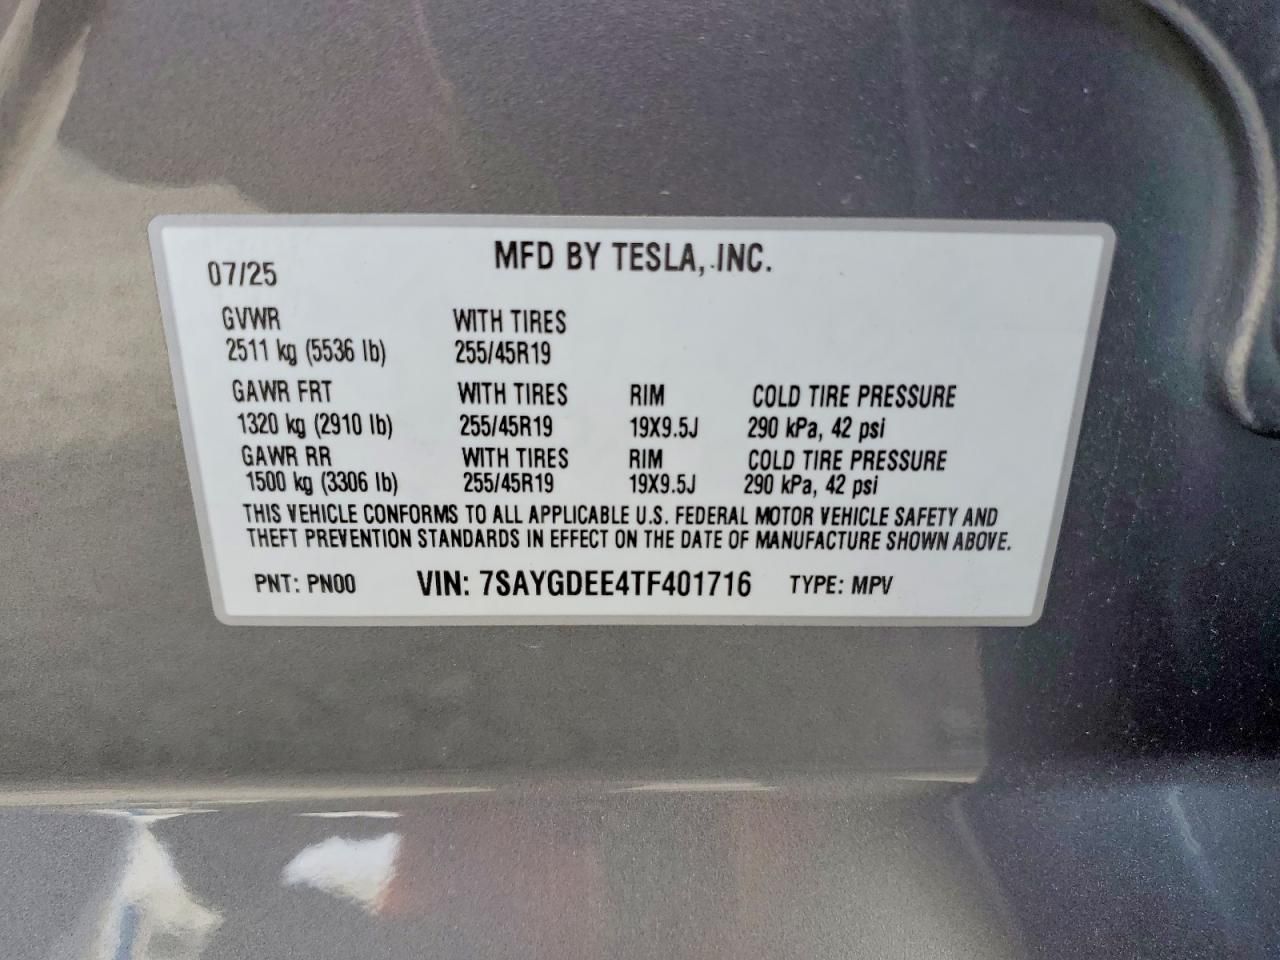 MFD BY TESLA, INC.
07/25
GVWR WITH TIRES
2511 kg (5536 lb) 255/45R19
GAWR FRT WITH TIRES RIM COLD TIRE PRESSURE
1320 kg (2910 lb) 255/45R19 19X9.5J 290 kPa, 42 psi
GAWR RR WITH TIRES RIM COLD TIRE PRESSURE
1500 kg (3306 lb) 255/45R19 19X9.5J 290 kPa, 42 psi
THIS VEHICLE CONFORMS TO ALL APPLICABLE U.S. FEDERAL MOTOR VEHICLE SAFETY AND
THEFT PREVENTION STANDARDS IN EFFECT ON THE DATE OF MANUFACTURE SHOWN ABOVE.
PNT: PN00 VIN: 7SAYGDEE4TF401716 TYPE: MPV